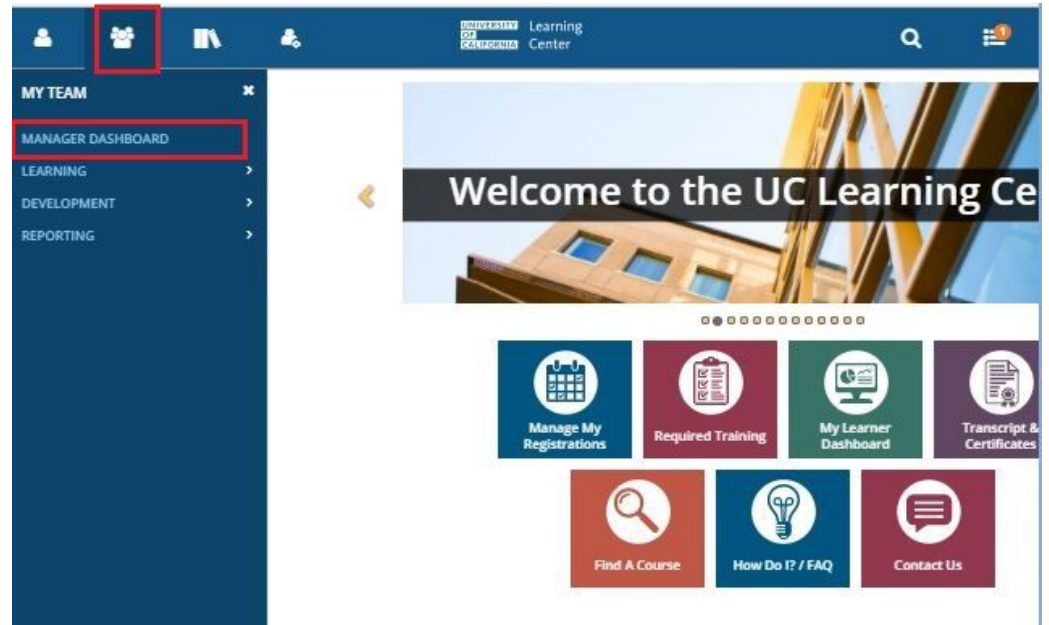 UNIVERSITY
OF
CALIFORNIA
Learning
Center
1
MY TEAM
MANAGER DASHBOARD
LEARNING
DEVELOPMENT
REPORTING
Welcome to the UC Learning Ce
Manage My
Registrations
Required Training
My Learner
Dashboard
Transcript &
Certificates
Find A Course
How Do I? / FAQ
Contact Us